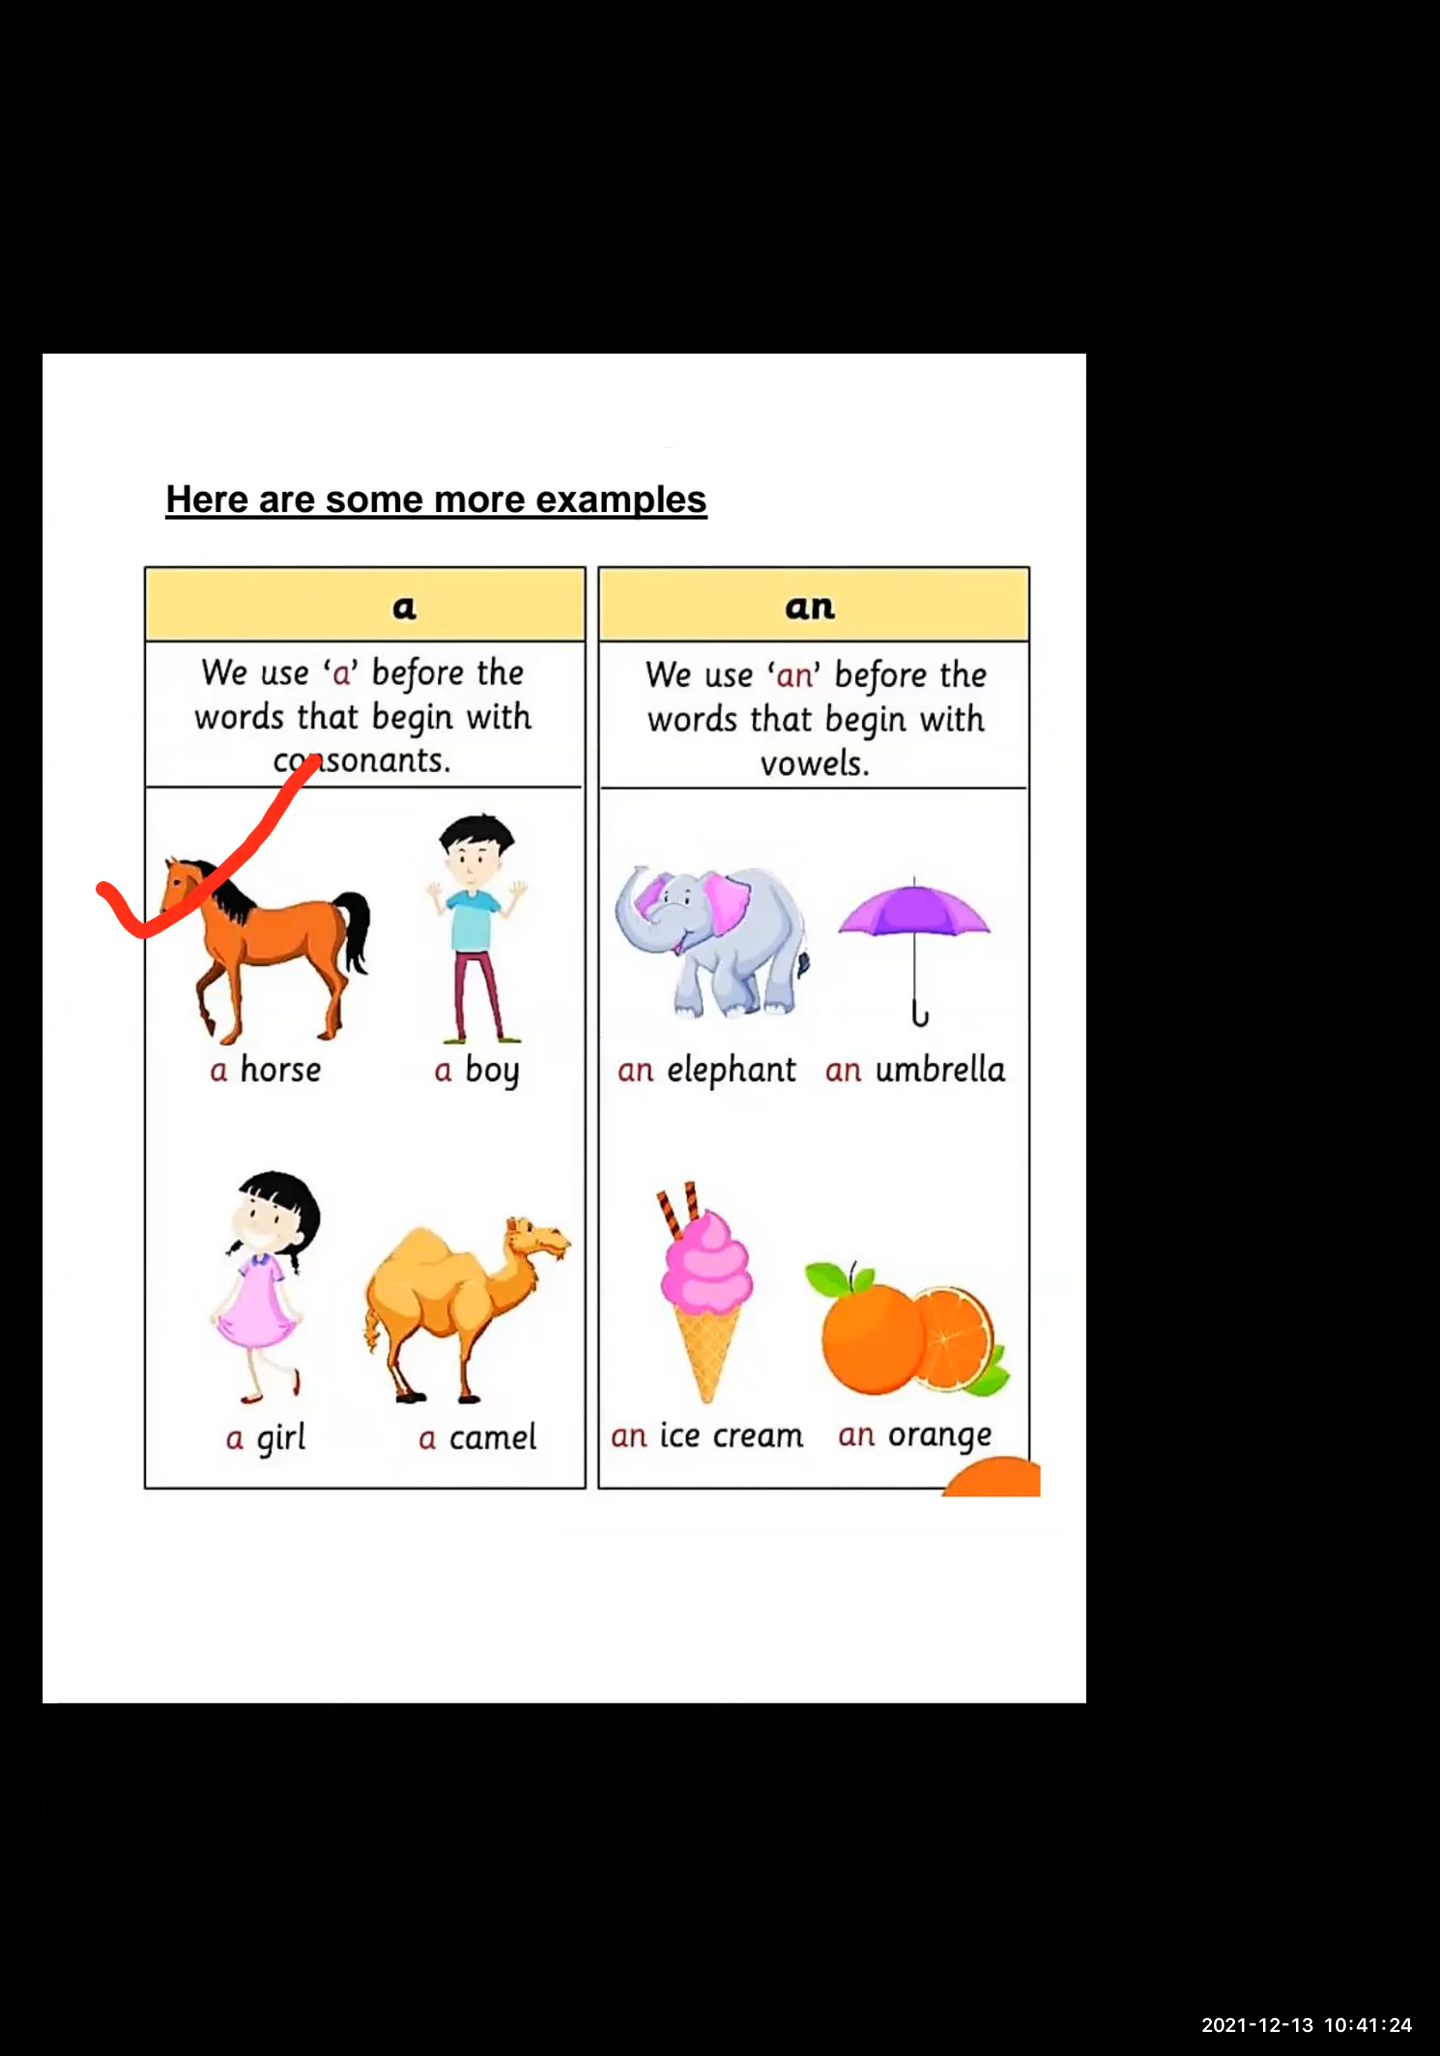 Here are some more examples
a
We use ‘a’ before the
words that begin with
consonants.
a horse
a boy
a girl
a camel
an
We use ‘an’ before the
words that begin with
vowels.
an elephant
an umbrella
an ice cream
an orange
2021-12-13 10:41:24